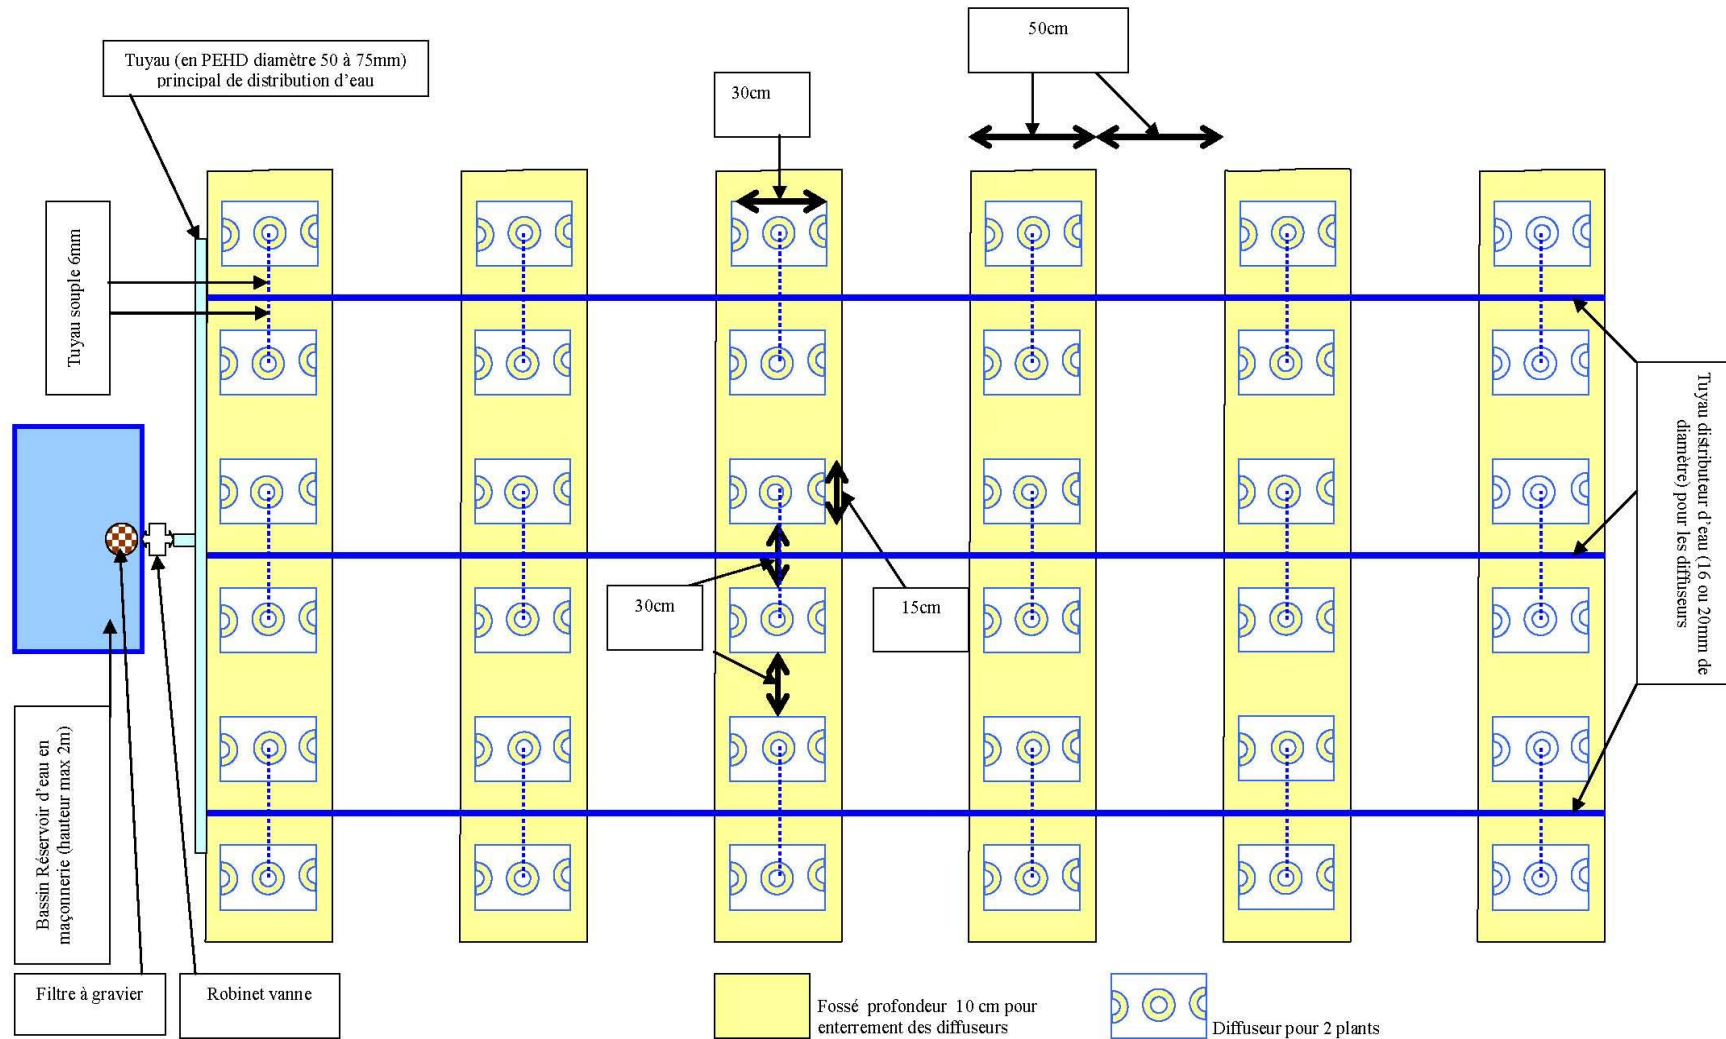 50cm
Tuyau (en PEHD diamètre 50 à 75mm)
principal de distribution d'eau
30cm
Tuyau souple 6mm
Tuyau distributeur d'eau (16 ou 20mm de
diamètre) pour les diffuseurs
30cm
15cm
Bassin Réservoir d'eau en
maçonnerie (hauteur max 2m)
Filtre à gravier
Robinet vanne
Fossé profondeur 10 cm pour
enterrement des diffuseurs
Diffuseur pour 2 plants